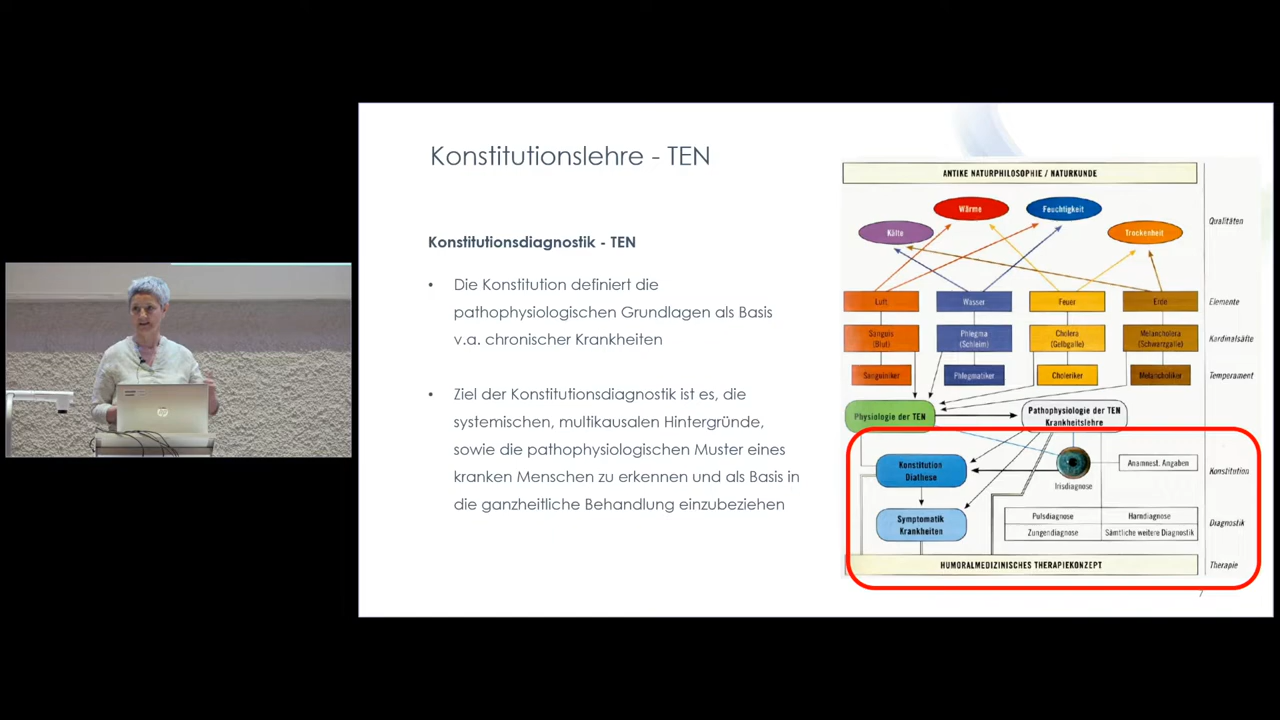 Konstitutionslehre - TEN
Konstitutionsdiagnostik - TEN
• Die Konstitution definiert die
pathophysiologischen Grundlagen als Basis
v.a. chronischer Krankheiten
• Ziel der Konstitutionsdiagnostik ist es, die
systemischen, multikausalen Hintergründe,
sowie die pathophysiologischen Muster eines
kranken Menschen zu erkennen und als Basis in
die ganzheitliche Behandlung einzubeziehen
ANTIKE NATURPHILOSOPHIE / NATURKUNDE
Wärme
Feuchtigkeit
Qualitäten
Kälte
Trockenheit
Luft
Wasser
Feuer
Erde
Elemente
Sanguis
(Blut)
Phlegma
(Schleim)
Cholera
(Gelbgalle)
Melancholera
(Schwarzgalle)
Kardinalsäfte
Sanguiniker
Phlegmatiker
Choleriker
Melancholiker
Temperament
Physiologie der TEN
Pathophysiologie der TEN
Krankheitslehre
Konstitution
Diathese
Irisdiagnose
Anamnest. Angaben
Konstitution
Symptomatik
Krankheiten
Pulsdiagnose
Harndiagnose
Zungendiagnose
Sämtliche weitere Diagnostik
Diagnostik
HUMORALMEDIZINISCHES THERAPIEKONZEPT
Therapie